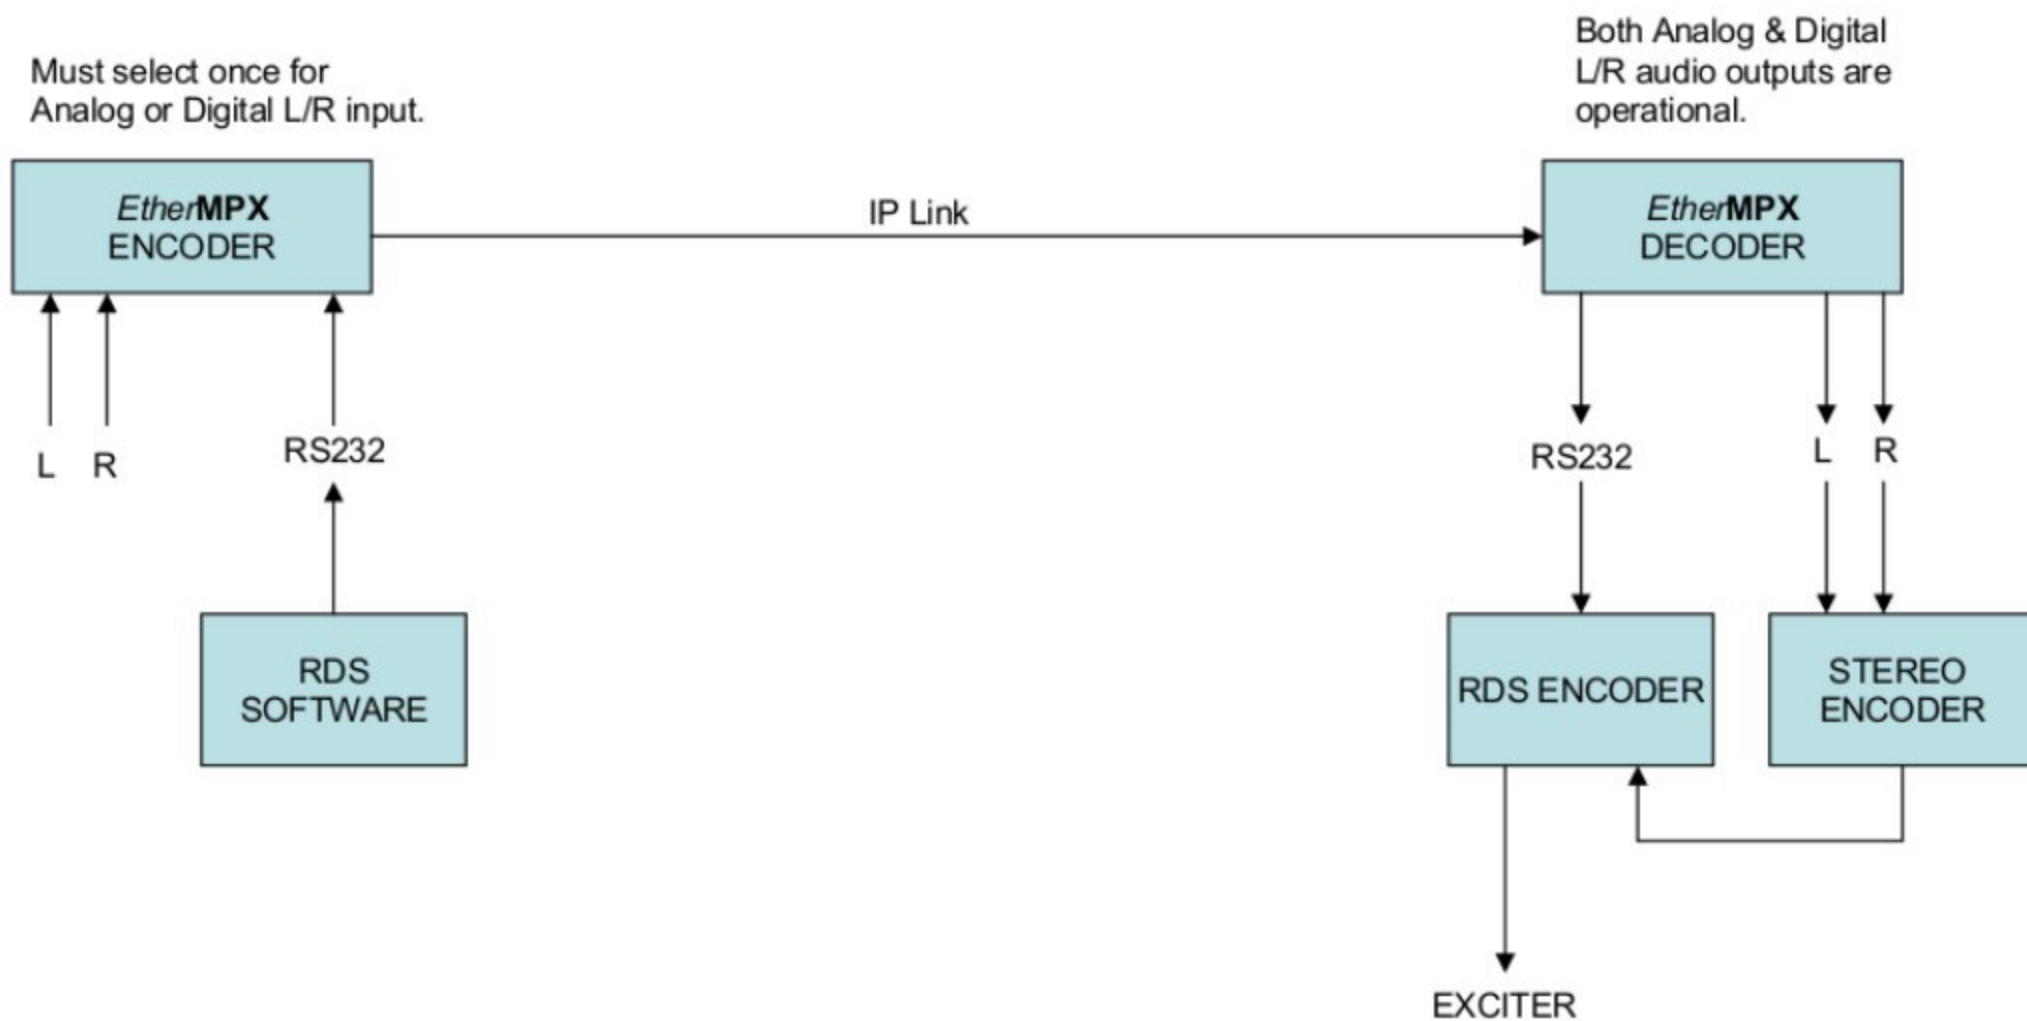 Must select once for
Analog or Digital L/R input.
Both Analog & Digital
L/R audio outputs are
operational.
EtherMPX
ENCODER
IP Link
EtherMPX
DECODER
L R
RS232
RS232
L R
RDS
SOFTWARE
RDS ENCODER
STEREO
ENCODER
EXCITER